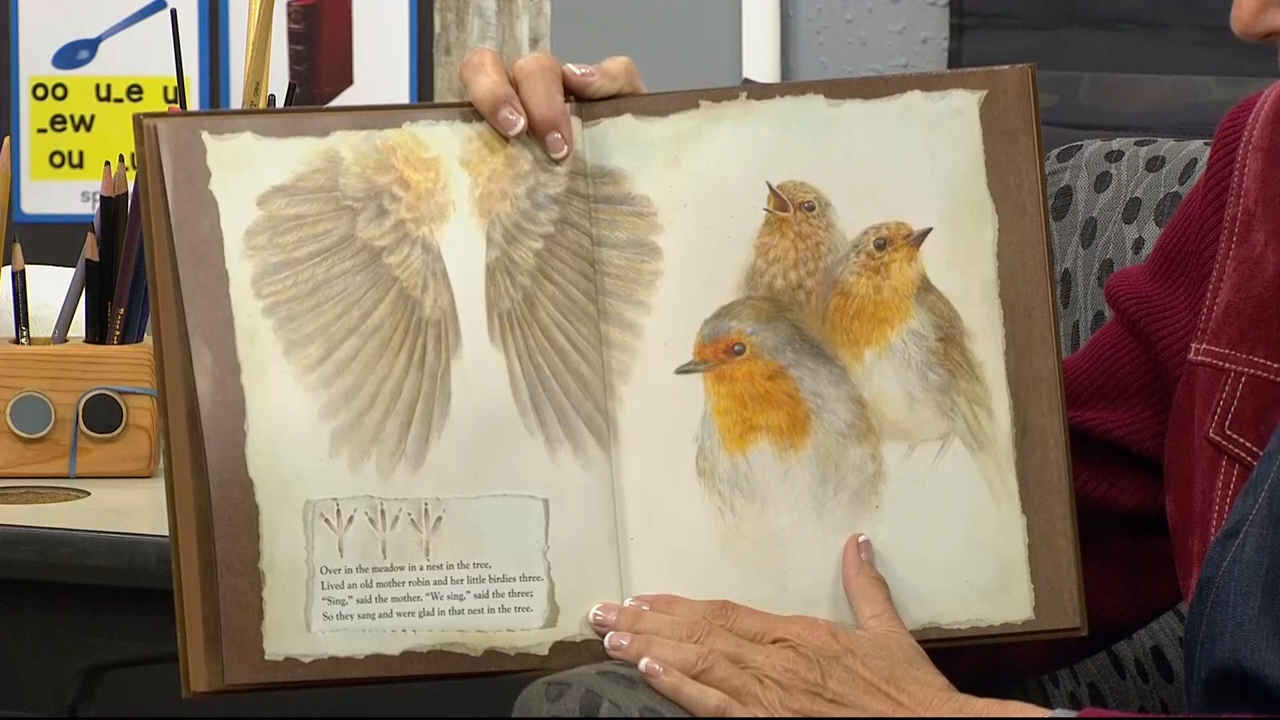 oo u_e u
_ew
ou
sp
Over in the meadow in a nest in the tree,
Lived an old mother robin and her little birdies three.
“Sing,” said the mother. “We sing,” said the three;
So they sang and were glad in that nest in the tree.